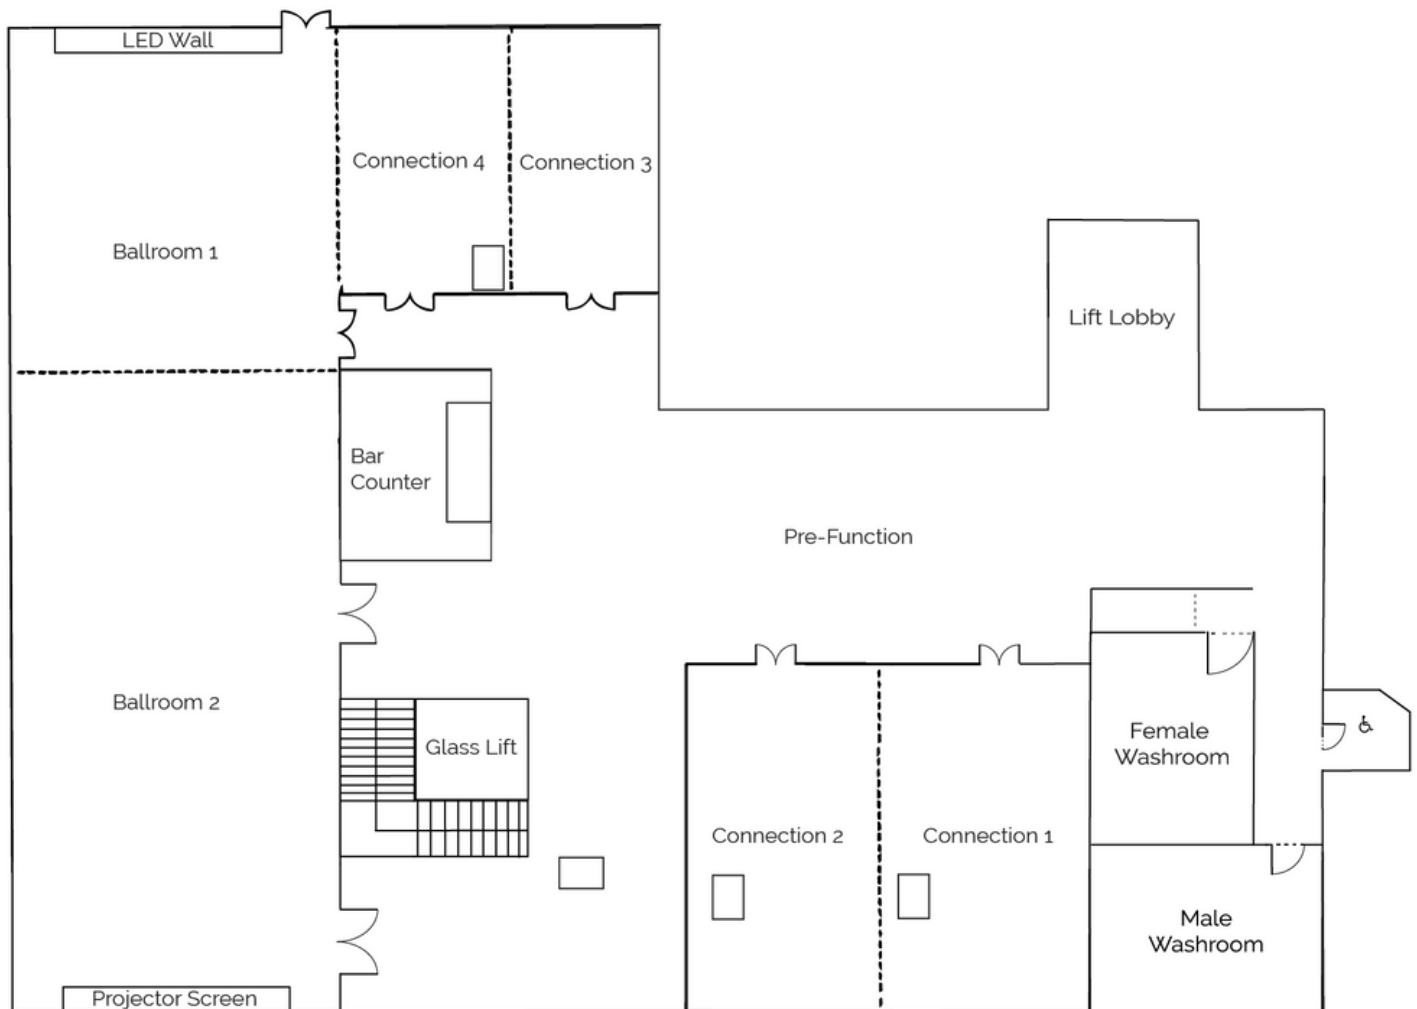 LED Wall
Connection 4
Connection 3
Ballroom 1
Lift Lobby
Bar
Counter
Pre-Function
Ballroom 2
Glass Lift
Female
Washroom
Connection 2
Connection 1
Male
Washroom
Projector Screen